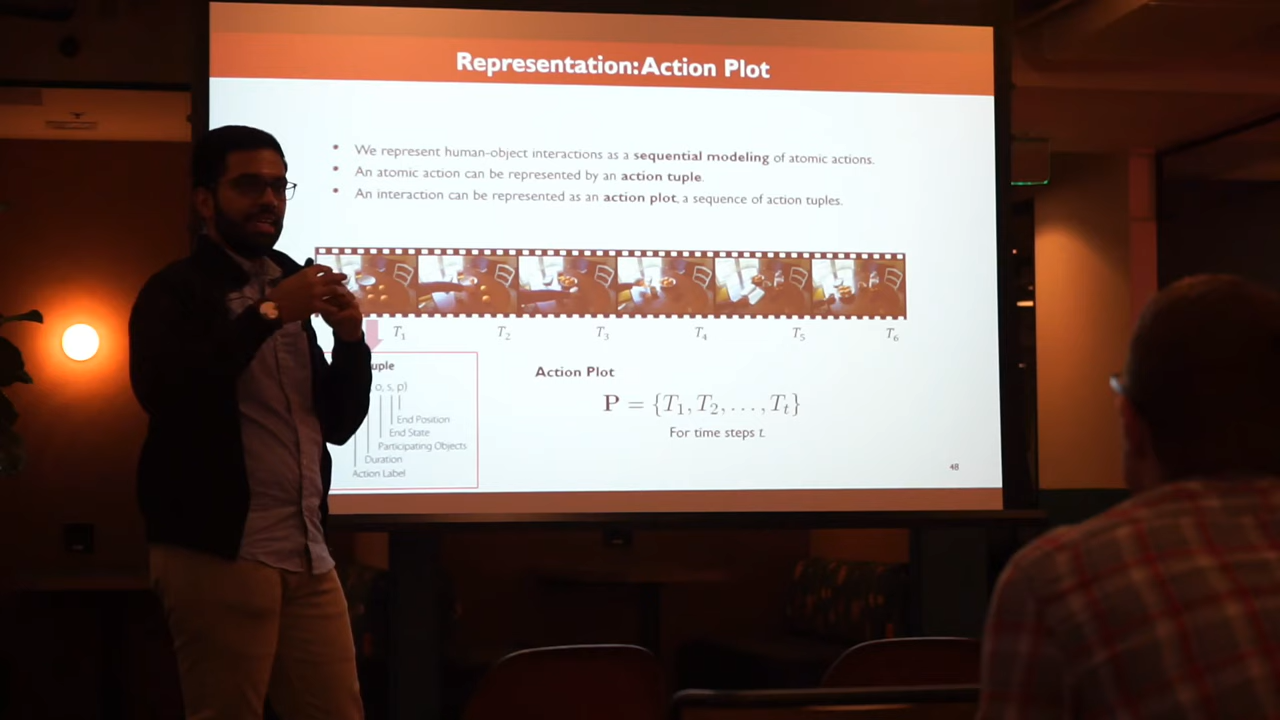 Representation: Action Plot
We represent human-object interactions as a sequential modeling of atomic actions.
An atomic action can be represented by an action tuple.
An interaction can be represented as an action plot, a sequence of action tuples.
T₁ T₂ T₃ T₄ T₅ T₆
uple
o, s, p)
End Position
End State
Participating Objects
Duration
Action Label
Action Plot
P = {T₁, T₂, . . . , Tₜ}
For time steps t.
48